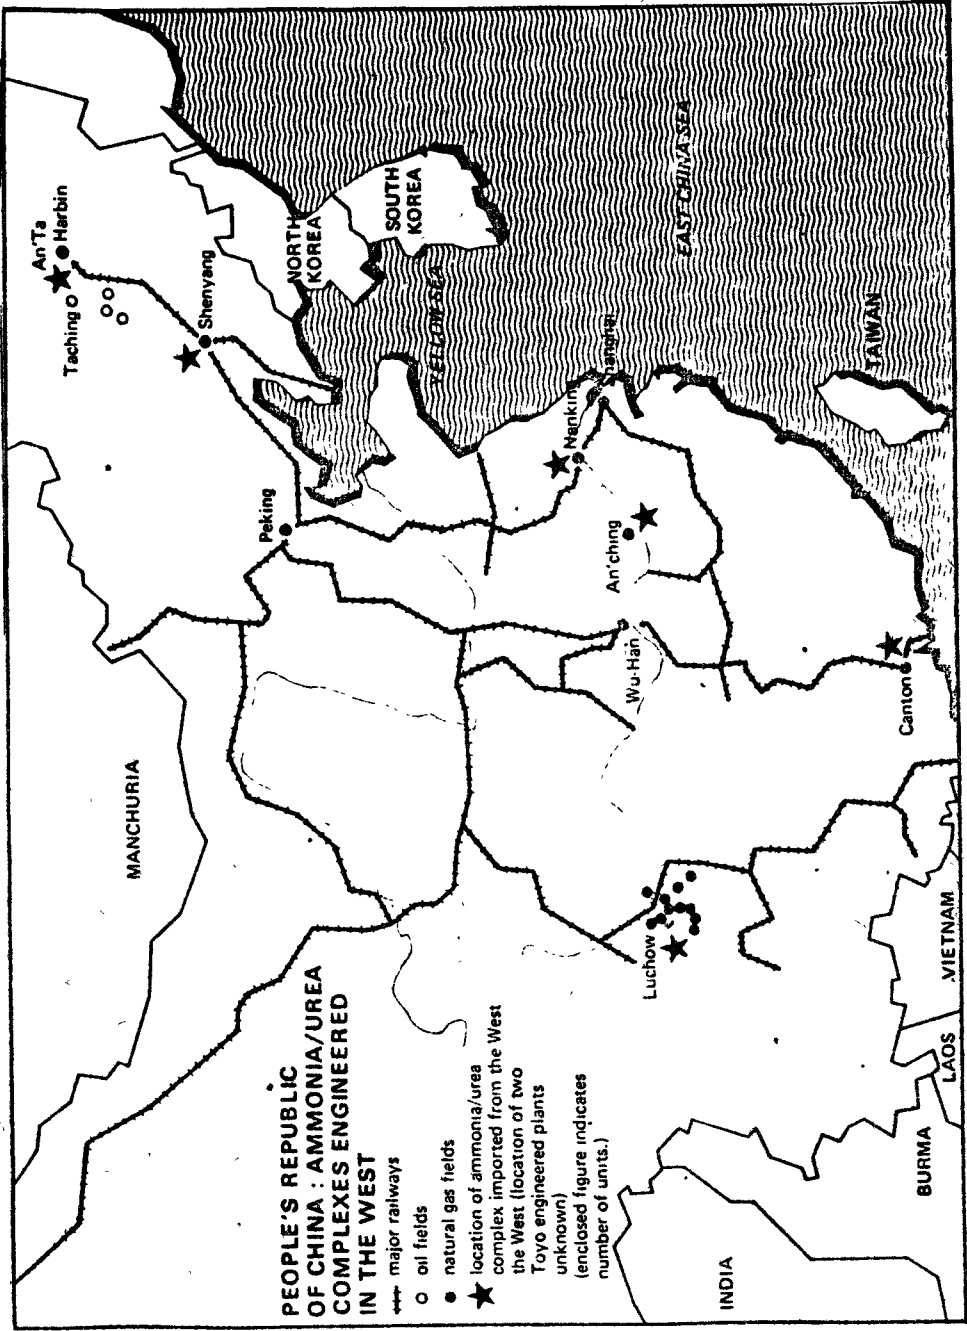 PEOPLE'S REPUBLIC
OF CHINA : AMMONIA/UREA
COMPLEXES ENGINEERED
IN THE WEST
major railways
oil fields
natural gas fields
location of ammonia/urea
complex imported from the West
the West (location of two
Toyo engineered plants
unknown)
(enclosed figure indicates
number of units.)
MANCHURIA
An'Ta
Harbin
Taching
Shenyang
Peking
NORTH
KOREA
SOUTH
KOREA
YELLOW SEA
EAST CHINA SEA
Nanking
Shanghai
An'ching
Wu-Han
Luchow
Canton
TAIWAN
VIETNAM
LAOS
BURMA
INDIA